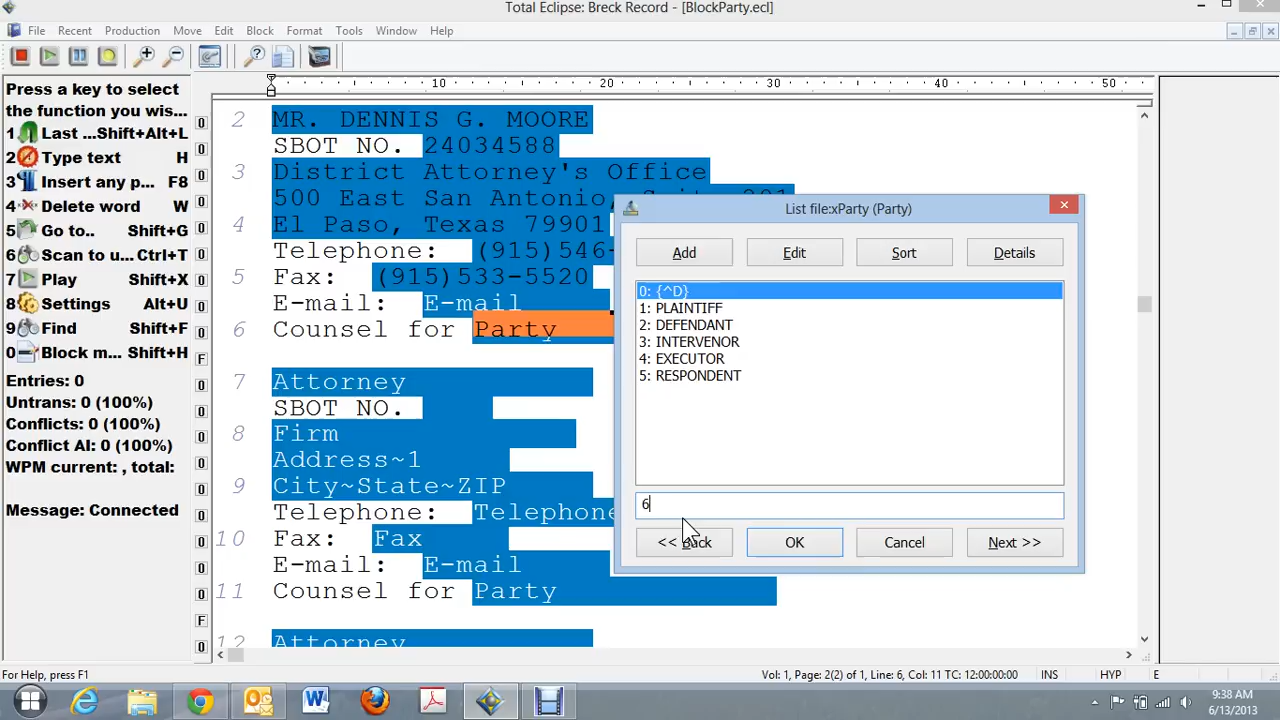 Total Eclipse: Breck Record - [BlockParty.ecl]
File Recent Production Move Edit Block Format Tools Window Help
Press a key to select
the function you wis...
1 Last ...Shift+Alt+L
2 Type text H
3 Insert any p... F8
4 Delete word W
5 Go to.. Shift+G
6 Scan to u... Ctrl+T
7 Play Shift+X
8 Settings Alt+U
9 Find Shift+F
0 Block m... Shift+H
Entries: 0
Untrans: 0 (100%)
Conflicts: 0 (100%)
Conflict AI: 0 (100%)
WPM current: , total:
Message: Connected
10 20 30 40 50
2 MR. DENNIS G. MOORE
SBOT NO. 24034588
3 District Attorney's Office
500 East San Antonio,
4 El Paso, Texas 79901
Telephone: (915)546-
5 Fax: (915)533-5520
E-mail: E-mail
6 Counsel for Party
7 Attorney
SBOT NO.
8 Firm
Address~1
9 City~State~ZIP
Telephone: Telephone
10 Fax: Fax
E-mail: E-mail
11 Counsel for Party
12 Attorney
List file:xParty (Party)
Add Edit Sort Details
0: {^D}
1: PLAINTIFF
2: DEFENDANT
3: INTERVENOR
4: EXECUTOR
5: RESPONDENT
6
<< Back OK Cancel Next >>
For Help, press F1
Vol: 1, Page: 2(2) of 1, Line: 6, Col: 11 TC: 12:00:00:00 INS HYP E
9:38 AM
6/13/2013